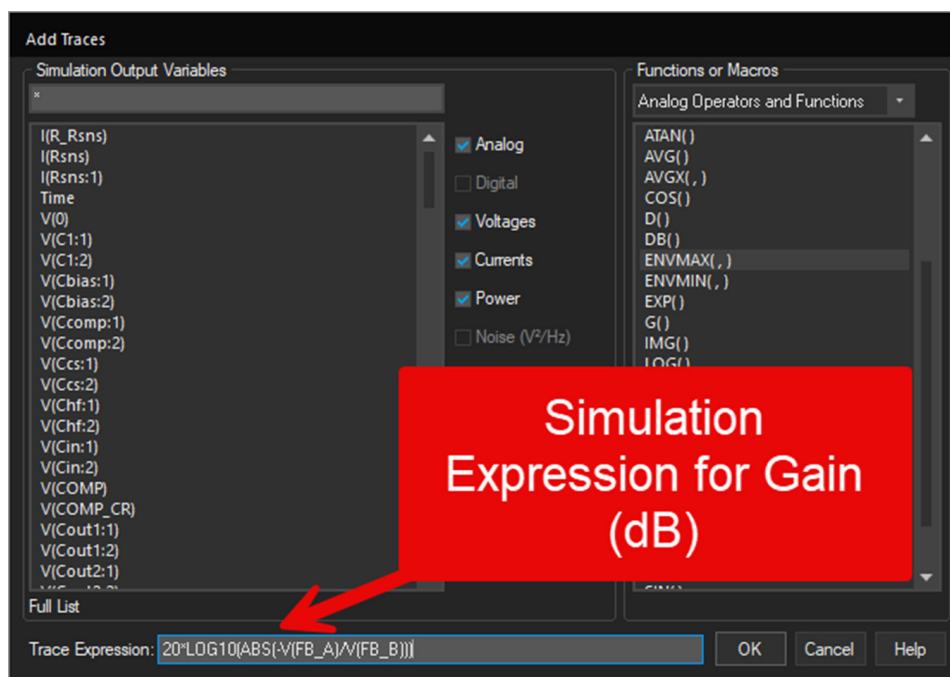 Add Traces
Simulation Output Variables
*
I(R_Rsns)
I(Rsns)
I(Rsns:1)
Time
V(0)
V(C1:1)
V(C1:2)
V(Cbias:1)
V(Cbias:2)
V(Ccomp:1)
V(Ccomp:2)
V(Ccs:1)
V(Ccs:2)
V(Chf:1)
V(Chf:2)
V(Cin:1)
V(Cin:2)
V(COMP)
V(COMP_CR)
V(Cout1:1)
V(Cout1:2)
V(Cout2:1)
Full List
Analog
Digital
Voltages
Currents
Power
Noise (V²/Hz)
Functions or Macros
Analog Operators and Functions
ATAN()
AVG()
AVGX(,)
COS()
D()
DB()
ENVMAX(,)
ENVMIN(,)
EXP()
G()
IMG()
LOG()
Simulation
Expression for Gain
(dB)
Trace Expression: 20*LOG10(ABS(-V(FB_A)/V(FB_B)))
OK
Cancel
Help